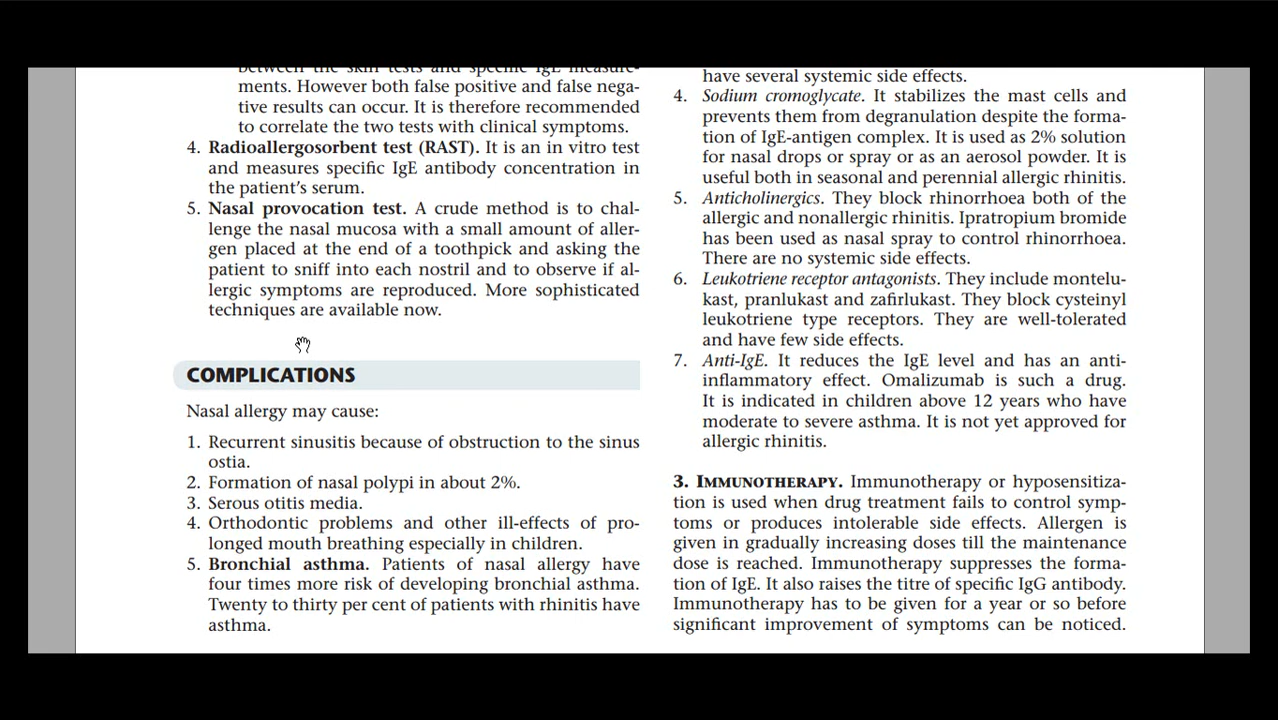 between the skin tests and specific IgE measure-
ments. However both false positive and false nega-
tive results can occur. It is therefore recommended
to correlate the two tests with clinical symptoms.
4. Radioallergosorbent test (RAST). It is an in vitro test
and measures specific IgE antibody concentration in
the patient's serum.
5. Nasal provocation test. A crude method is to chal-
lenge the nasal mucosa with a small amount of aller-
gen placed at the end of a toothpick and asking the
patient to sniff into each nostril and to observe if al-
lergic symptoms are reproduced. More sophisticated
techniques are available now.
COMPLICATIONS
Nasal allergy may cause:
1. Recurrent sinusitis because of obstruction to the sinus
ostia.
2. Formation of nasal polypi in about 2%.
3. Serous otitis media.
4. Orthodontic problems and other ill-effects of pro-
longed mouth breathing especially in children.
5. Bronchial asthma. Patients of nasal allergy have
four times more risk of developing bronchial asthma.
Twenty to thirty per cent of patients with rhinitis have
asthma.
have several systemic side effects.
4. Sodium cromoglycate. It stabilizes the mast cells and
prevents them from degranulation despite the forma-
tion of IgE-antigen complex. It is used as 2% solution
for nasal drops or spray or as an aerosol powder. It is
useful both in seasonal and perennial allergic rhinitis.
5. Anticholinergics. They block rhinorrhoea both of the
allergic and nonallergic rhinitis. Ipratropium bromide
has been used as nasal spray to control rhinorrhoea.
There are no systemic side effects.
6. Leukotriene receptor antagonists. They include montelu-
kast, pranlukast and zafirlukast. They block cysteinyl
leukotriene type receptors. They are well-tolerated
and have few side effects.
7. Anti-IgE. It reduces the IgE level and has an anti-
inflammatory effect. Omalizumab is such a drug.
It is indicated in children above 12 years who have
moderate to severe asthma. It is not yet approved for
allergic rhinitis.
3. IMMUNOTHERAPY. Immunotherapy or hyposensitiza-
tion is used when drug treatment fails to control symp-
toms or produces intolerable side effects. Allergen is
given in gradually increasing doses till the maintenance
dose is reached. Immunotherapy suppresses the forma-
tion of IgE. It also raises the titre of specific IgG antibody.
Immunotherapy has to be given for a year or so before
significant improvement of symptoms can be noticed.